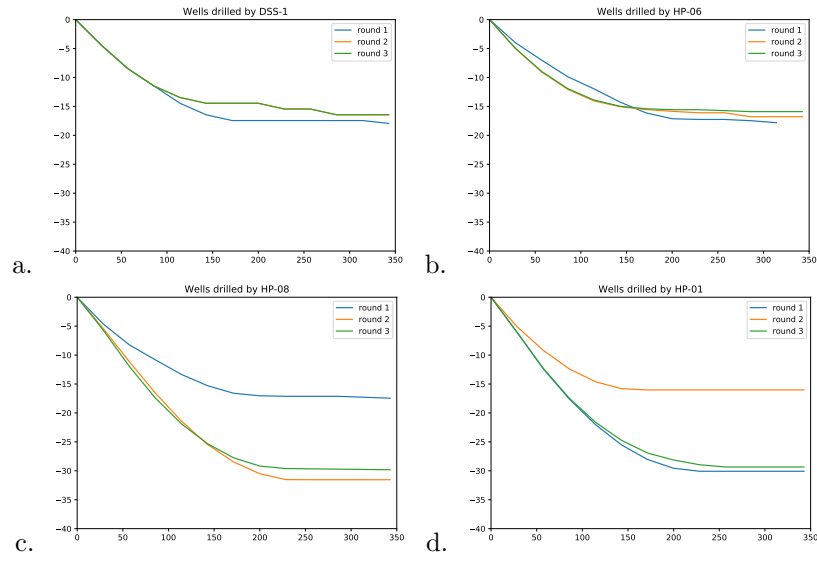 Wells drilled by DSS-1
0
−5
−10
−15
−20
−25
−30
−35
−40
0 50 100 150 200 250 300 350
round 1
round 2
round 3
a.
Wells drilled by HP-06
0
−5
−10
−15
−20
−25
−30
−35
−40
0 50 100 150 200 250 300 350
round 1
round 2
round 3
b.
Wells drilled by HP-08
0
−5
−10
−15
−20
−25
−30
−35
−40
0 50 100 150 200 250 300 350
round 1
round 2
round 3
c.
Wells drilled by HP-01
0
−5
−10
−15
−20
−25
−30
−35
−40
0 50 100 150 200 250 300 350
round 1
round 2
round 3
d.